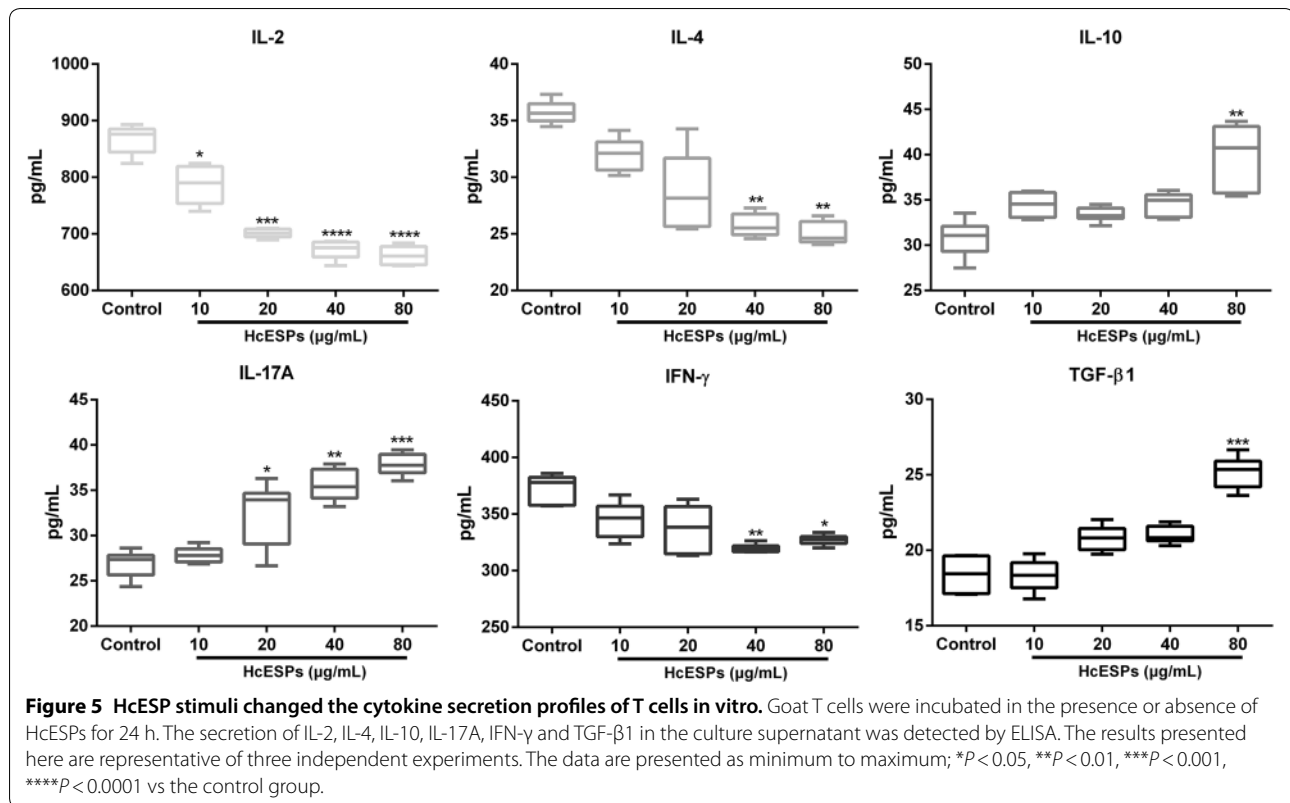 IL-2
IL-4
IL-10
1000
900
800
700
600
pg/mL
*
***
****
****
Control
10
20
40
80
HcESPs (µg/mL)
40
35
30
25
20
pg/mL
**
**
Control
10
20
40
80
HcESPs (µg/mL)
50
45
40
35
30
25
pg/mL
**
Control
10
20
40
80
HcESPs (µg/mL)
IL-17A
IFN-γ
TGF-β1
45
40
35
30
25
20
pg/mL
*
**
***
Control
10
20
40
80
HcESPs (µg/mL)
450
400
350
300
250
pg/mL
**
*
Control
10
20
40
80
HcESPs (µg/mL)
30
25
20
15
pg/mL
***
Control
10
20
40
80
HcESPs (µg/mL)
Figure 5 HcESP stimuli changed the cytokine secretion profiles of T cells in vitro. Goat T cells were incubated in the presence or absence of
HcESPs for 24 h. The secretion of IL-2, IL-4, IL-10, IL-17A, IFN-γ and TGF-β1 in the culture supernatant was detected by ELISA. The results presented
here are representative of three independent experiments. The data are presented as minimum to maximum; *P < 0.05, **P < 0.01, ***P < 0.001,
****P < 0.0001 vs the control group.